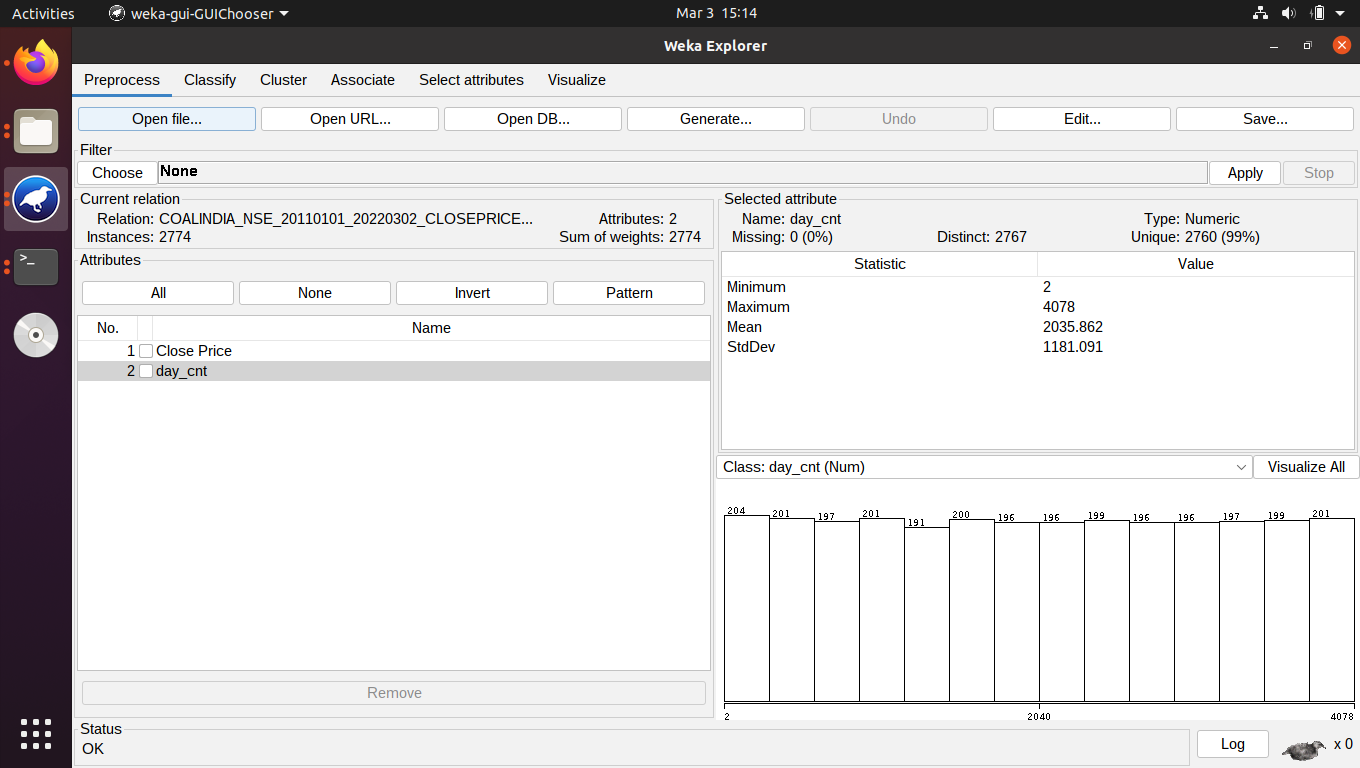 Activities weka-gui-GUIChooser Mar 3 15:14
Weka Explorer
Preprocess Classify Cluster Associate Select attributes Visualize
Open file... Open URL... Open DB... Generate... Undo Edit... Save...
Filter
Choose None Apply Stop
Current relation
Relation: COALINDIA_NSE_20110101_20220302_CLOSEPRICE... Attributes: 2
Instances: 2774 Sum of weights: 2774
Attributes
All None Invert Pattern
No. Name
1 Close Price
2 day_cnt
Remove
Selected attribute
Name: day_cnt Type: Numeric
Missing: 0 (0%) Distinct: 2767 Unique: 2760 (99%)
Statistic Value
Minimum 2
Maximum 4078
Mean 2035.862
StdDev 1181.091
Class: day_cnt (Num) Visualize All
204 201 197 201 191 200 196 196 199 196 196 197 199 201
2 2040 4078
Status
OK
Log x 0
>_